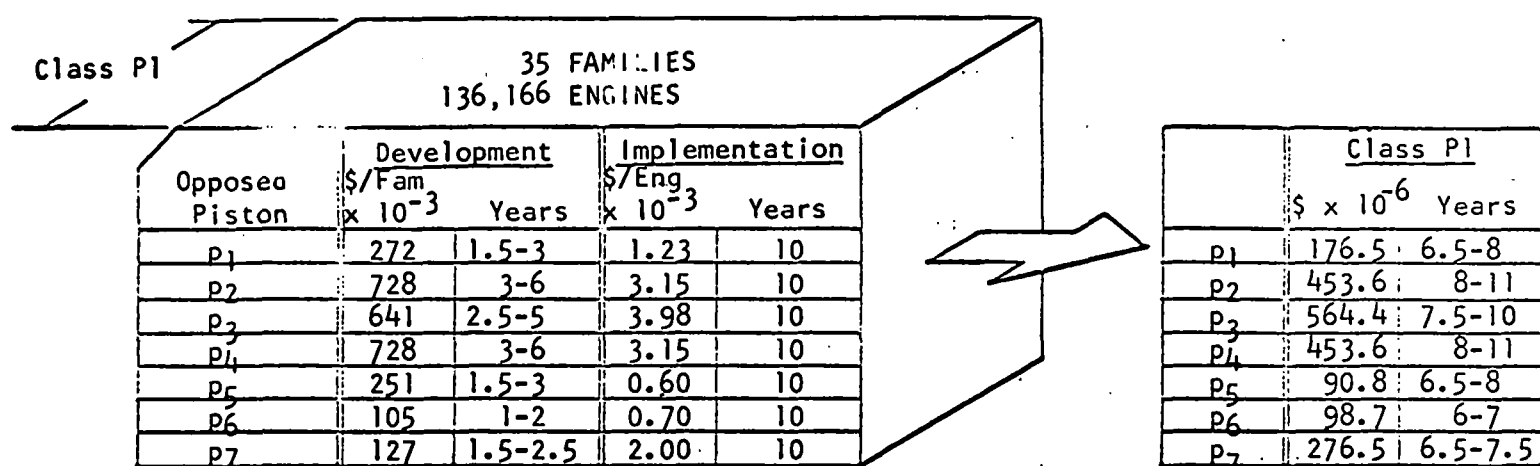 Class P1
35 FAMILIES
136,166 ENGINES
Opposed Piston
Development
Implementation
$/Fam x 10-3 Years $/Eng x 10-3 Years
P1 272 1.5-3 1.23 10
P2 728 3-6 3.15 10
P3 641 2.5-5 3.98 10
P4 728 3-6 3.15 10
P5 251 1.5-3 0.60 10
P6 105 1-2 0.70 10
P7 127 1.5-2.5 2.00 10
Class P1
$ x 10-6 Years
P1 176.5 6.5-8
P2 453.6 8-11
P3 564.4 7.5-10
P4 453.6 8-11
P5 90.8 6.5-8
P6 98.7 6-7
P7 276.5 6.5-7.5